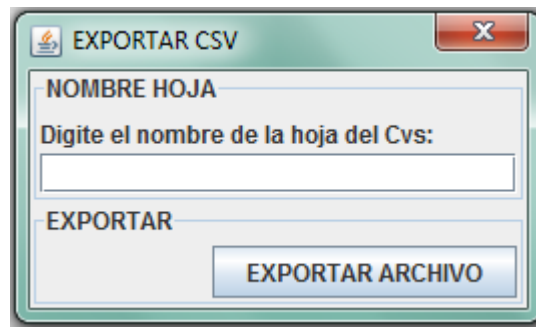 EXPORTAR CSV
NOMBRE HOJA
Digite el nombre de la hoja del Cvs:
EXPORTAR
EXPORTAR ARCHIVO